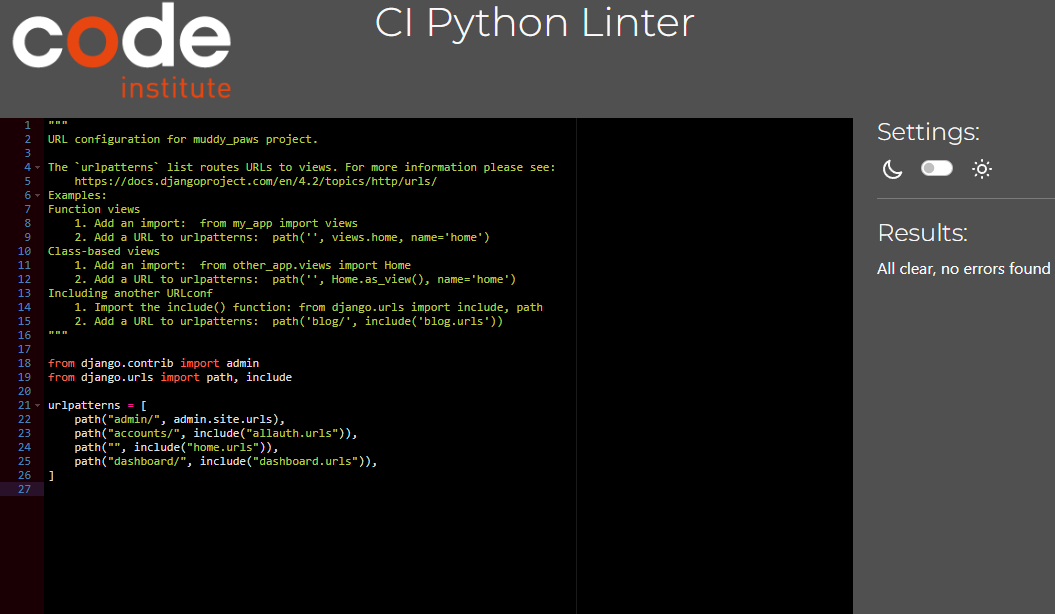 code
institute
CI Python Linter
1 """
2 URL configuration for muddy_paws project.
3
4 The `urlpatterns` list routes URLs to views. For more information please see:
5     https://docs.djangoproject.com/en/4.2/topics/http/urls/
6 Examples:
7 Function views
8     1. Add an import:  from my_app import views
9     2. Add a URL to urlpatterns:  path('', views.home, name='home')
10 Class-based views
11     1. Add an import:  from other_app.views import Home
12     2. Add a URL to urlpatterns:  path('', Home.as_view(), name='home')
13 Including another URLconf
14     1. Import the include() function: from django.urls import include, path
15     2. Add a URL to urlpatterns:  path('blog/', include('blog.urls'))
16 """
17
18 from django.contrib import admin
19 from django.urls import path, include
20
21 urlpatterns = [
22     path("admin/", admin.site.urls),
23     path("accounts/", include("allauth.urls")),
24     path("", include("home.urls")),
25     path("dashboard/", include("dashboard.urls")),
26 ]
27
Settings:
Results:
All clear, no errors found